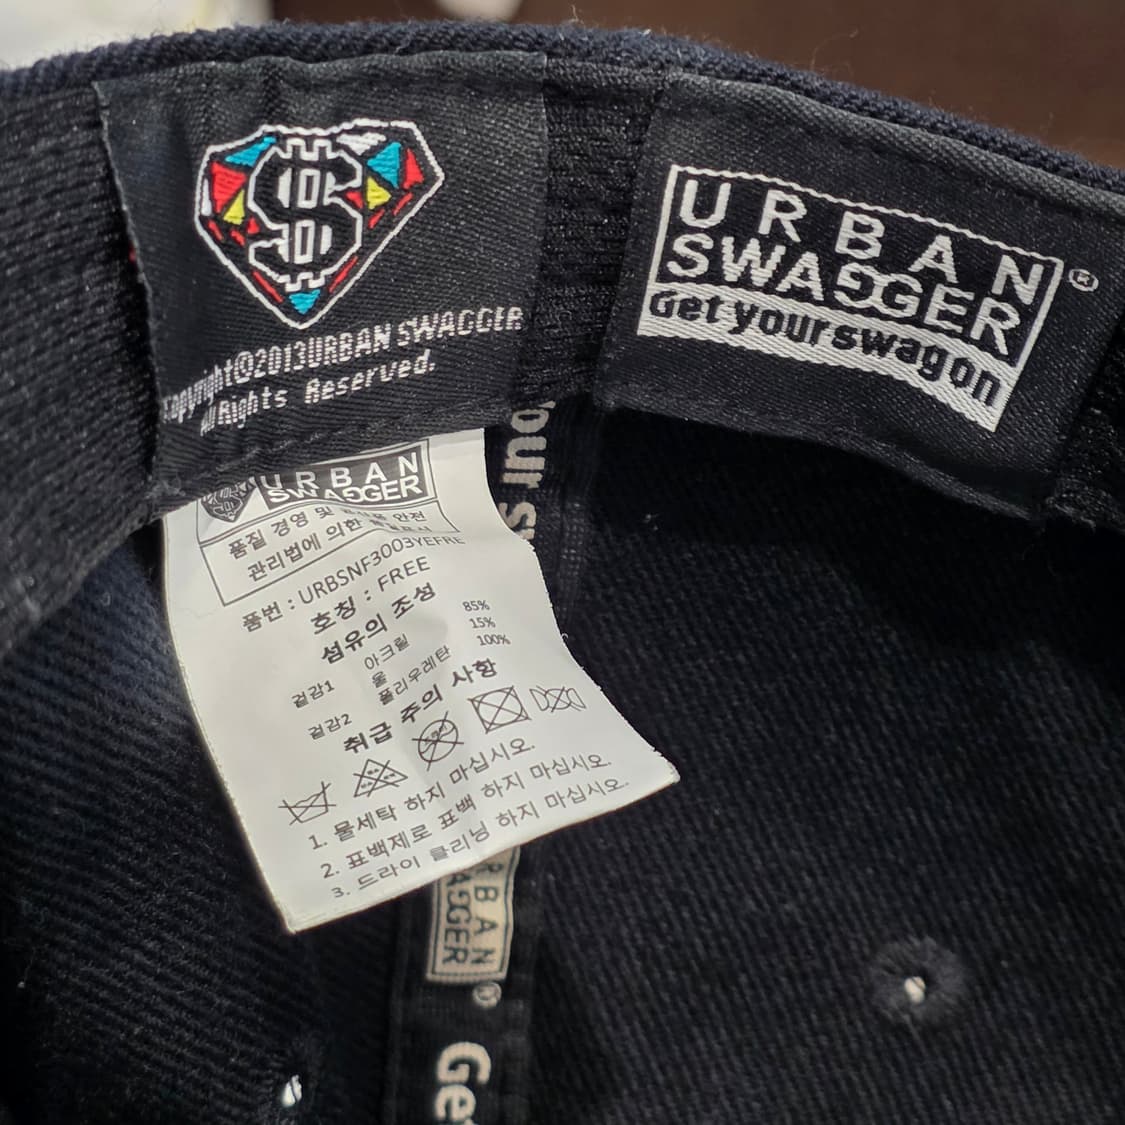 $
Copyright©2013URBAN SWAGGER
All Rights Reserved.
URBAN
SWAGGER
®
Get your swag on
your
URBAN
SWAGGER
품질 경영 및 안전
관리법에 의한
품번 : URBSNF3003YEFRE
호칭 : FREE
섬유의 조성
겉감1 아크릴 85%
울 15%
겉감2 폴리우레탄 100%
취급 주의 사항
1. 물세탁 하지 마십시오.
2. 표백제로 표백 하지 마십시오.
3. 드라이 클리닝 하지 마십시오.
URBAN
SWAGGER
®
Get